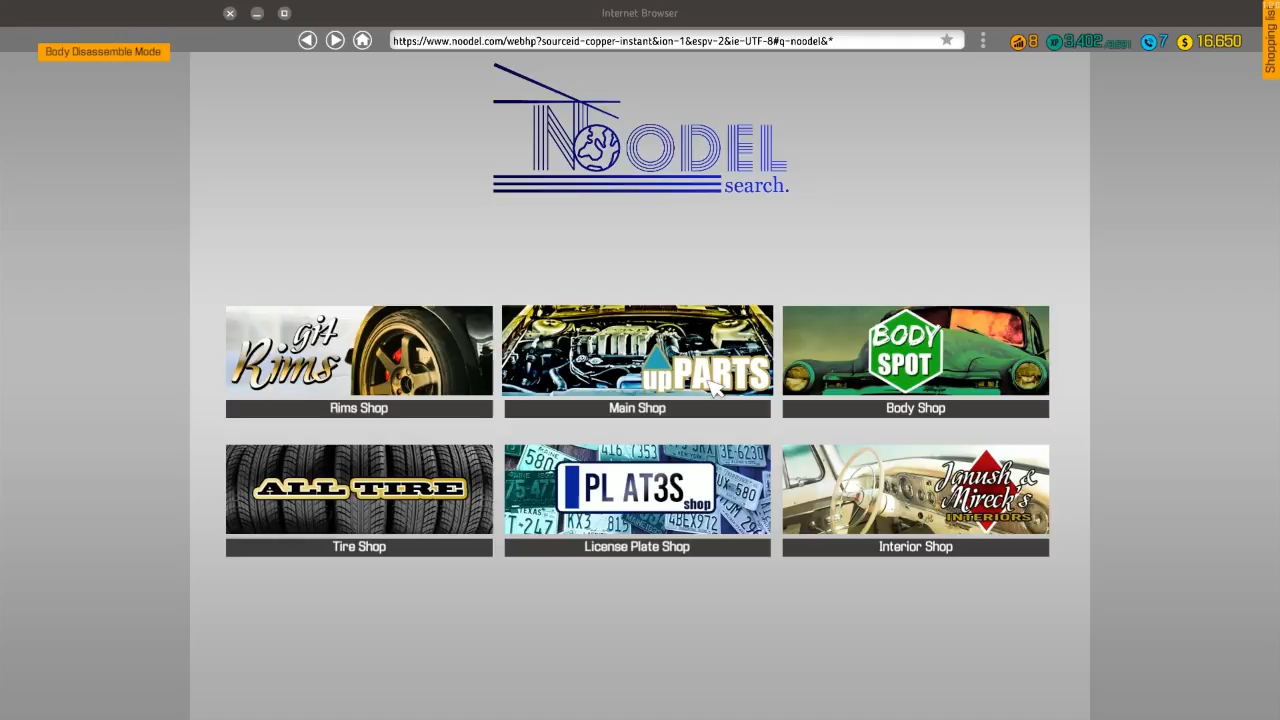 Internet Browser
Body Disassemble Mode
https://www.noodel.com/webhp?sourceid-copper-instant&ion-1&espv-2&ie-UTF-8#q-noodel&*
8
XP 3,402
7
$ 16,650
Shopping list
NOODEL
search.
git Rims
upPARTS
BODY SPOT
Rims Shop
Main Shop
Body Shop
ALL TIRE
PL AT3S
shop
Janush &
Mireck's
INTERIORS
Tire Shop
License Plate Shop
Interior Shop